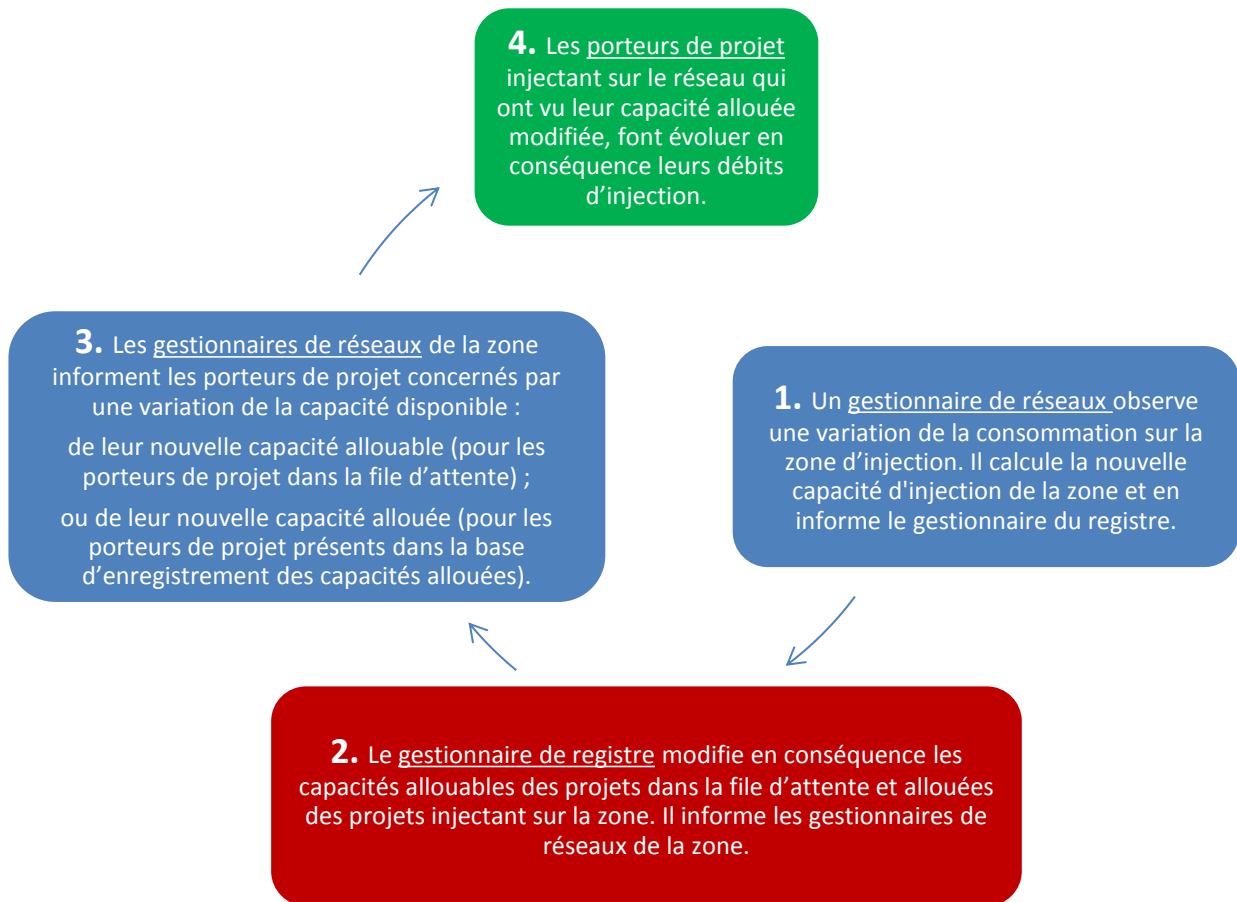 4. Les porteurs de projet
injectant sur le réseau qui
ont vu leur capacité allouée
modifiée, font évoluer en
conséquence leurs débits
d’injection.
3. Les gestionnaires de réseaux de la zone
informent les porteurs de projet concernés par
une variation de la capacité disponible :
de leur nouvelle capacité allouable (pour les
porteurs de projet dans la file d’attente) ;
ou de leur nouvelle capacité allouée (pour les
porteurs de projet présents dans la base
d’enregistrement des capacités allouées).
1. Un gestionnaire de réseaux observe
une variation de la consommation sur la
zone d’injection. Il calcule la nouvelle
capacité d'injection de la zone et en
informe le gestionnaire du registre.
2. Le gestionnaire de registre modifie en conséquence les
capacités allouables des projets dans la file d’attente et allouées
des projets injectant sur la zone. Il informe les gestionnaires de
réseaux de la zone.